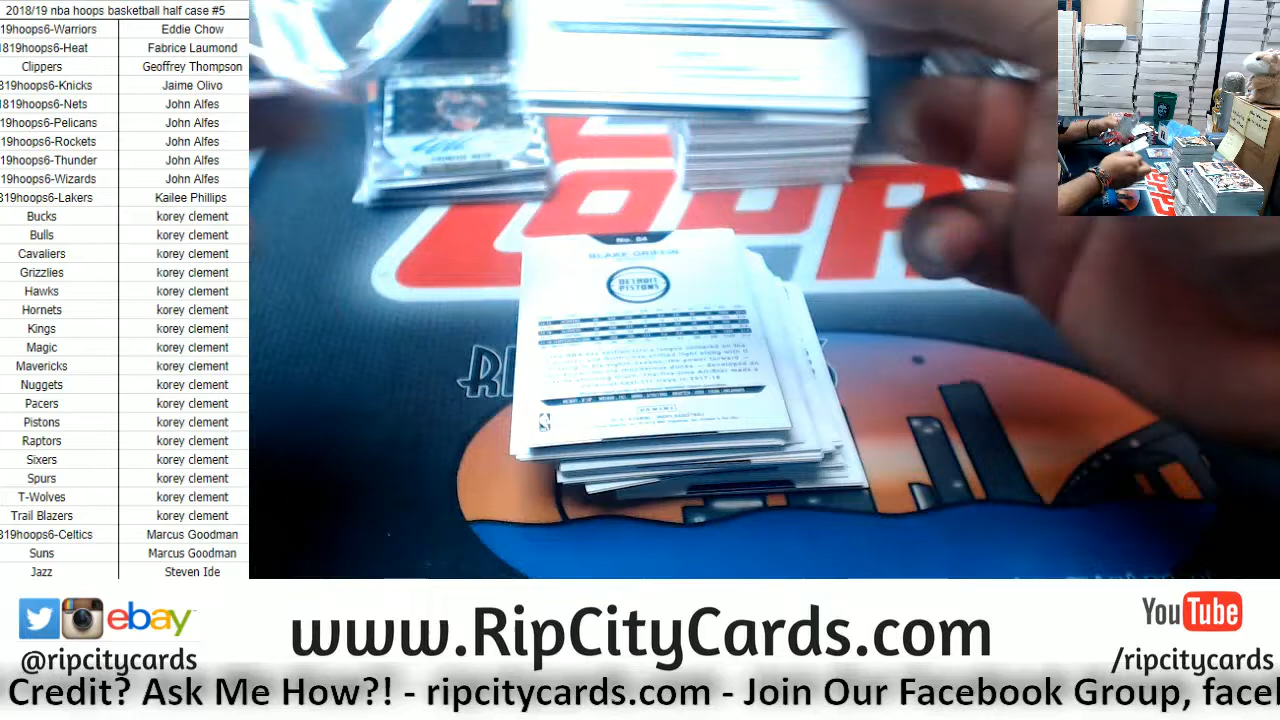 2018/19 nba hoops basketball half case #5
19hoops6-Warriors Eddie Chow
1819hoops6-Heat Fabrice Laumond
Clippers Geoffrey Thompson
819hoops6-Knicks Jaime Olivo
1819hoops6-Nets John Alfes
19hoops6-Pelicans John Alfes
19hoops6-Rockets John Alfes
19hoops6-Thunder John Alfes
19hoops6-Wizards John Alfes
819hoops6-Lakers Kailee Phillips
Bucks korey clement
Bulls korey clement
Cavaliers korey clement
Grizzlies korey clement
Hawks korey clement
Hornets korey clement
Kings korey clement
Magic korey clement
Mavericks korey clement
Nuggets korey clement
Pacers korey clement
Pistons korey clement
Raptors korey clement
Sixers korey clement
Spurs korey clement
T-Wolves korey clement
Trail Blazers korey clement
819hoops6-Celtics Marcus Goodman
Suns Marcus Goodman
Jazz Steven Ide
No. 84
BLAKE GRIFFIN
DETROIT
PISTONS
PANINI
ebay
@ripcitycards
www.RipCityCards.com
YouTube
/ripcitycards
Credit? Ask Me How?! - ripcitycards.com - Join Our Facebook Group, face